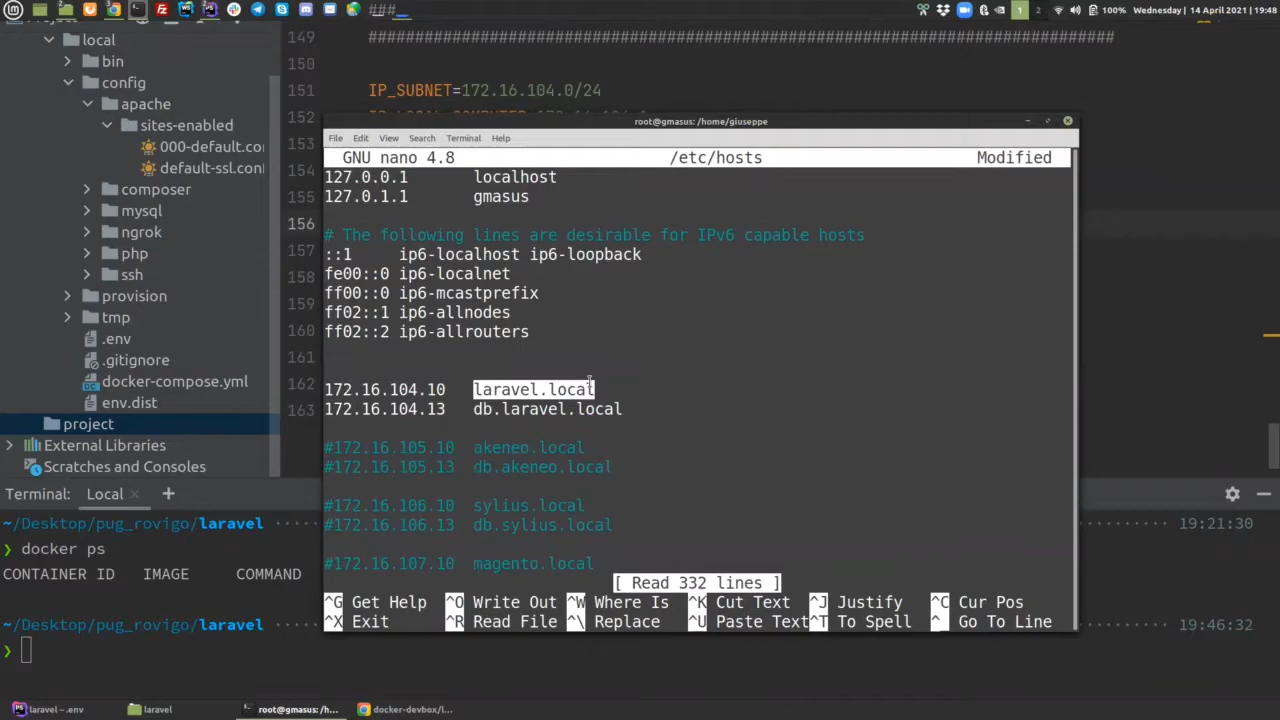 ###
100%
Wednesday | 14 April 2021 | 19:48
local
bin
config
apache
sites-enabled
000-default.co
default-ssl.con
composer
mysql
ngrok
php
ssh
provision
tmp
.env
.gitignore
docker-compose.yml
env.dist
project
External Libraries
Scratches and Consoles
149 ################################################################################
150
151 IP_SUBNET=172.16.104.0/24
152
153
154
155
156
157
158
159
160
161
162
163
root@gmasus: /home/giuseppe
File Edit View Search Terminal Help
GNU nano 4.8 /etc/hosts Modified
127.0.0.1 localhost
127.0.1.1 gmasus
# The following lines are desirable for IPv6 capable hosts
::1 ip6-localhost ip6-loopback
fe00::0 ip6-localnet
ff00::0 ip6-mcastprefix
ff02::1 ip6-allnodes
ff02::2 ip6-allrouters
172.16.104.10 laravel.local
172.16.104.13 db.laravel.local
#172.16.105.10 akeneo.local
#172.16.105.13 db.akeneo.local
#172.16.106.10 sylius.local
#172.16.106.13 db.sylius.local
#172.16.107.10 magento.local
[ Read 332 lines ]
^G Get Help ^O Write Out ^W Where Is ^K Cut Text ^J Justify ^C Cur Pos
^X Exit ^R Read File ^\ Replace ^U Paste Text ^T To Spell ^_ Go To Line
Terminal: Local × +
~/Desktop/pug_rovigo/laravel 19:21:30
❯ docker ps
CONTAINER ID IMAGE COMMAND
~/Desktop/pug_rovigo/laravel 19:46:32
❯
laravel – .env
laravel
root@gmasus: /h...
docker-devbox/l...